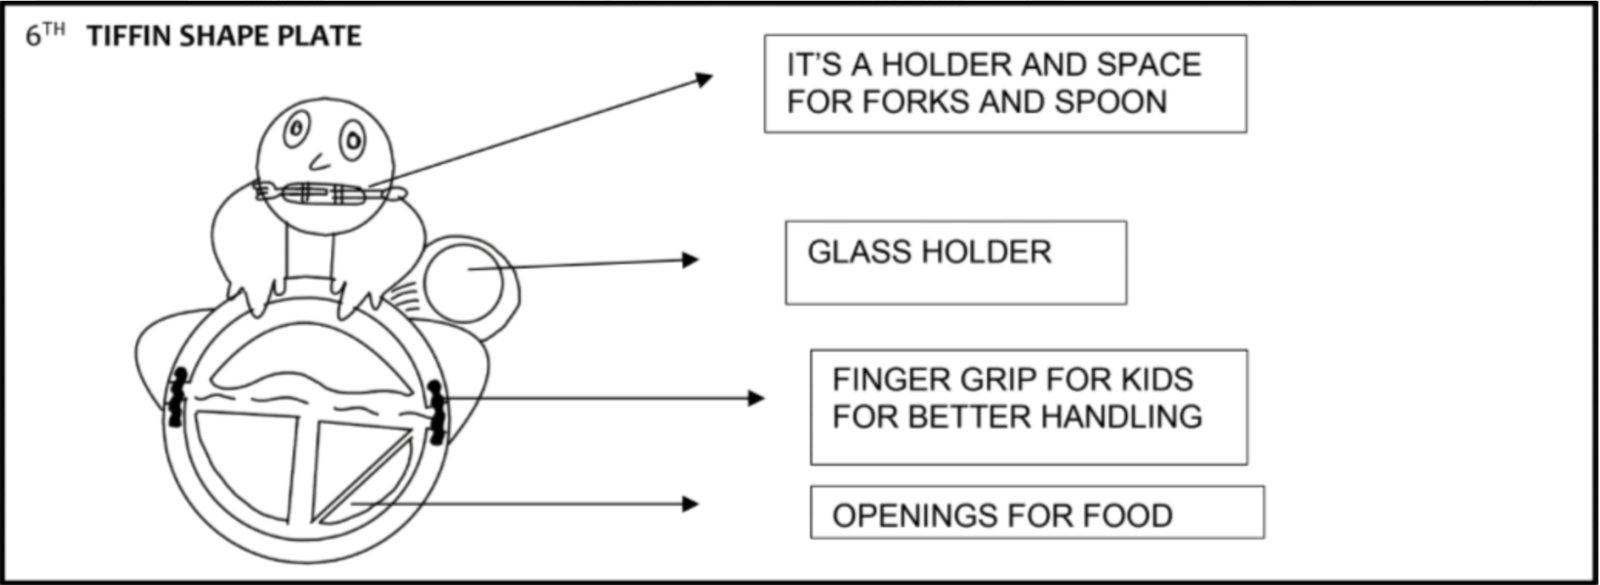 6TH TIFFIN SHAPE PLATE
IT'S A HOLDER AND SPACE
FOR FORKS AND SPOON
GLASS HOLDER
FINGER GRIP FOR KIDS
FOR BETTER HANDLING
OPENINGS FOR FOOD